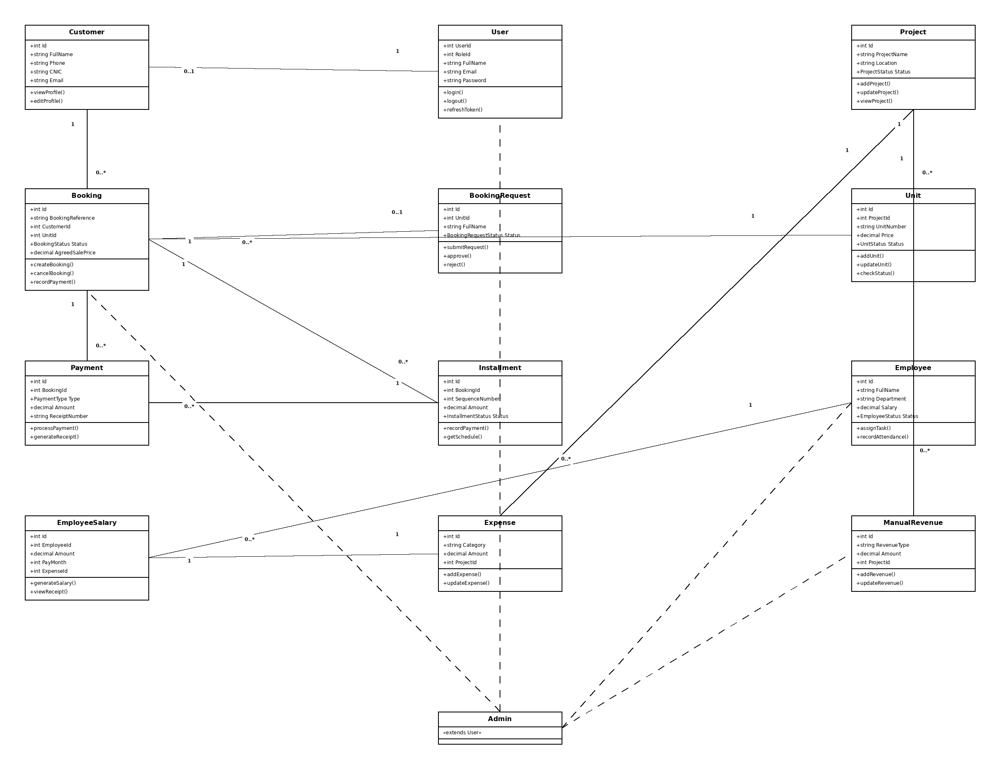 Customer
+int Id
+string FullName
+string Phone
+string CNIC
+string Email
+viewProfile()
+editProfile()
0..1
1
User
+int UserId
+int RoleId
+string FullName
+string Email
+string Password
+login()
+logout()
+refreshToken()
Project
+int Id
+string ProjectName
+string Location
+ProjectStatus Status
+addProject()
+updateProject()
+viewProject()
1
0..*
1
1
1
0..*
Booking
+int Id
+string BookingReference
+int CustomerId
+int UnitId
+BookingStatus Status
+decimal AgreedSalePrice
+createBooking()
+cancelBooking()
+recordPayment()
1
0..*
1
0..1
BookingRequest
+int Id
+int UnitId
+string FullName
+BookingRequestStatus Status
+submitRequest()
+approve()
+reject()
1
Unit
+int Id
+int ProjectId
+string UnitNumber
+decimal Price
+UnitStatus Status
+addUnit()
+updateUnit()
+checkStatus()
1
0..*
Payment
+int Id
+int BookingId
+PaymentType Type
+decimal Amount
+string ReceiptNumber
+processPayment()
+generateReceipt()
0..*
0..*
1
Installment
+int Id
+int BookingId
+int SequenceNumber
+decimal Amount
+InstallmentStatus Status
+recordPayment()
+getSchedule()
0..*
1
Employee
+int Id
+string FullName
+string Department
+decimal Salary
+EmployeeStatus Status
+assignTask()
+recordAttendance()
0..*
EmployeeSalary
+int Id
+int EmployeeId
+decimal Amount
+int PayMonth
+int ExpenseId
+generateSalary()
+viewReceipt()
0..*
1
1
Expense
+int Id
+string Category
+decimal Amount
+int ProjectId
+addExpense()
+updateExpense()
ManualRevenue
+int Id
+string RevenueType
+decimal Amount
+int ProjectId
+addRevenue()
+updateRevenue()
Admin
«extends User»